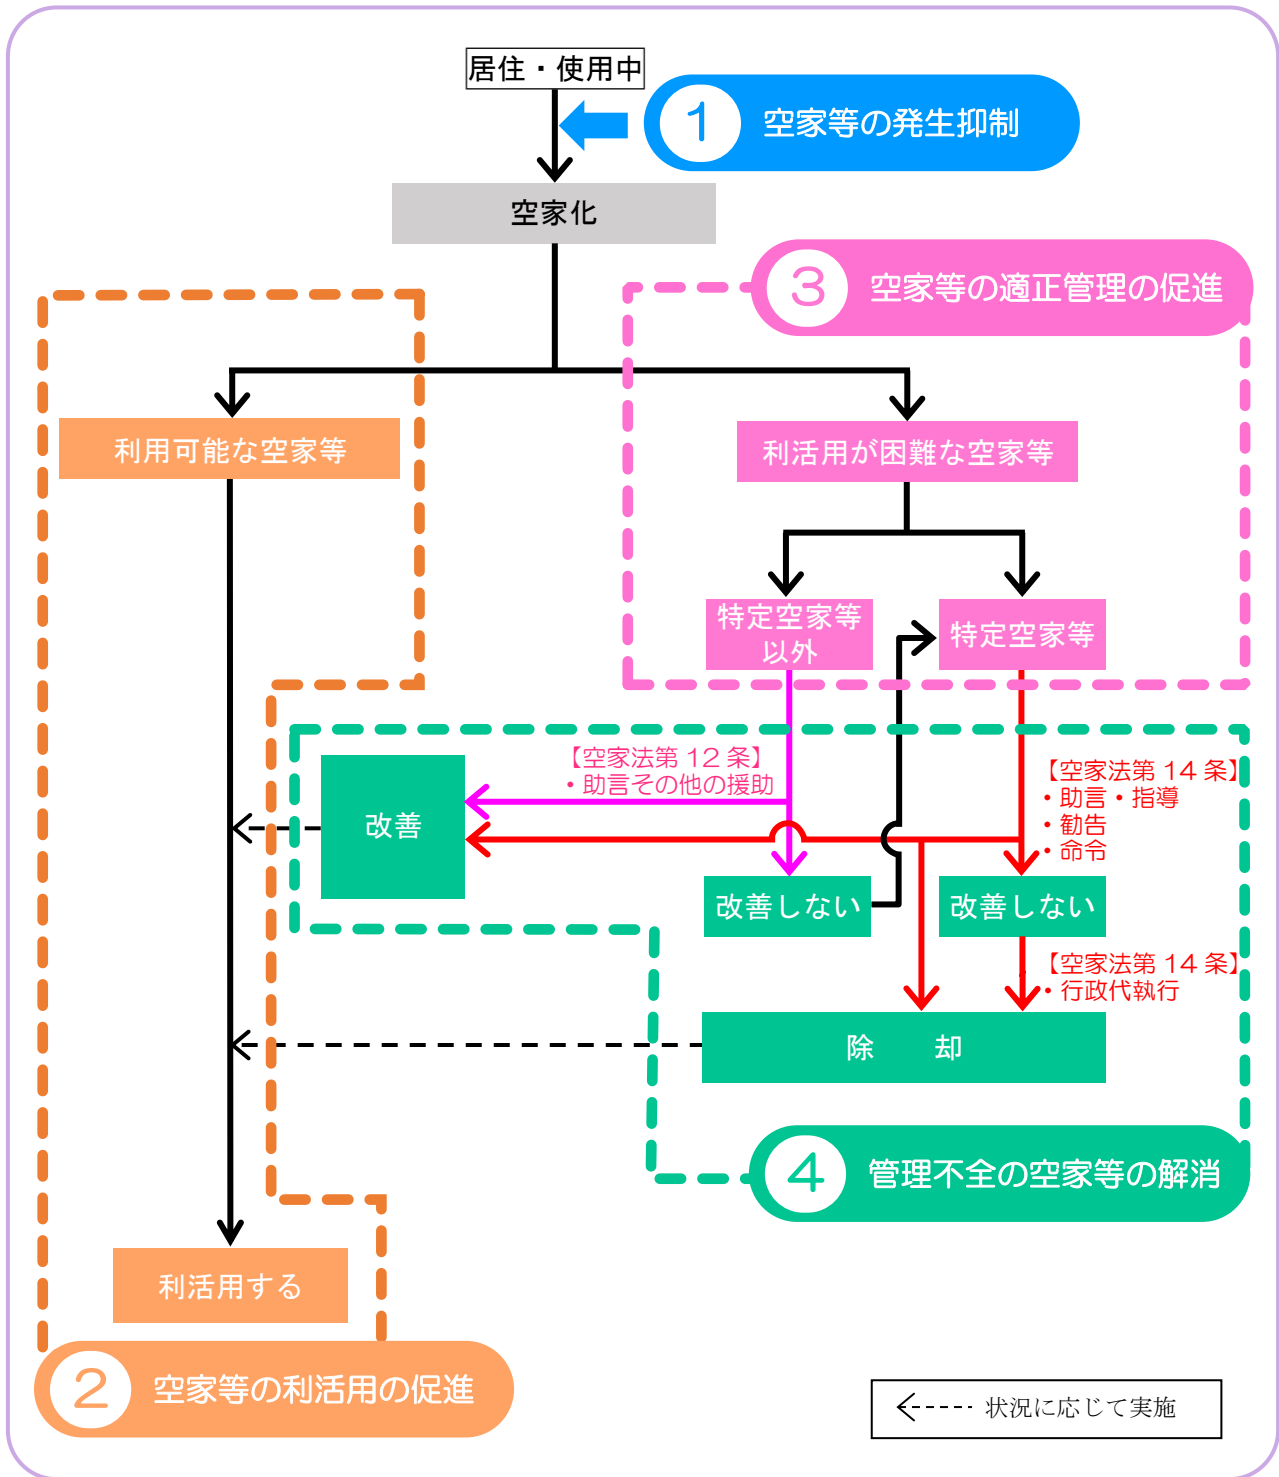 居住・使用中
1 空家等の発生抑制
空家化
3 空家等の適正管理の促進
利用可能な空家等
利活用が困難な空家等
特定空家等
以外
特定空家等
【空家法第 12 条】
・助言その他の援助
【空家法第 14 条】
・助言・指導
・勧告
・命令
改善
改善しない
改善しない
【空家法第 14 条】
・行政代執行
除　　却
4 管理不全の空家等の解消
利活用する
2 空家等の利活用の促進
状況に応じて実施